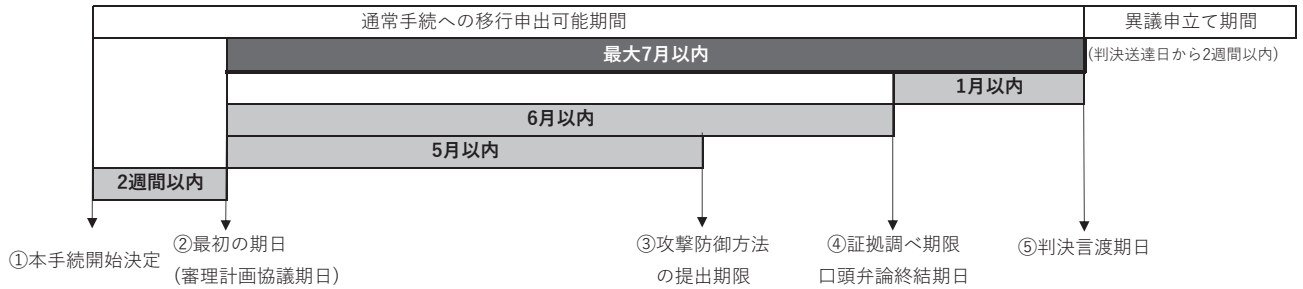 通常手続への移行申出可能期間
異議申立て期間
最大7月以内
(判決送達日から2週間以内)
1月以内
6月以内
5月以内
2週間以内
①本手続開始決定
②最初の期日
(審理計画協議期日)
③攻撃防御方法
の提出期限
④証拠調べ期限
口頭弁論終結期日
⑤判決言渡期日